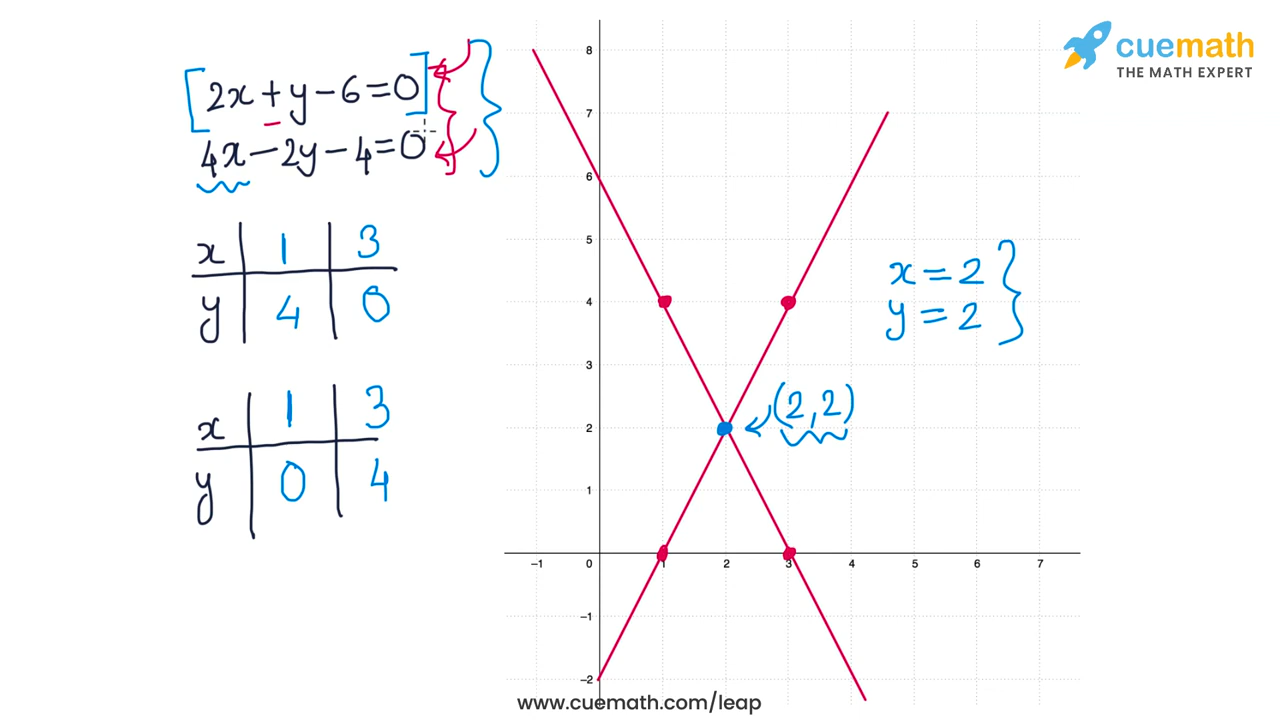 cuemath
THE MATH EXPERT
2x + y - 6 = 0
4x - 2y - 4 = 0
x 1 3
y 4 0
x 1 3
y 0 4
8
7
6
5
4
3
2
1
-1 0 1 2 3 4 5 6 7
-1
-2
x = 2
y = 2
(2,2)
www.cuemath.com/leap